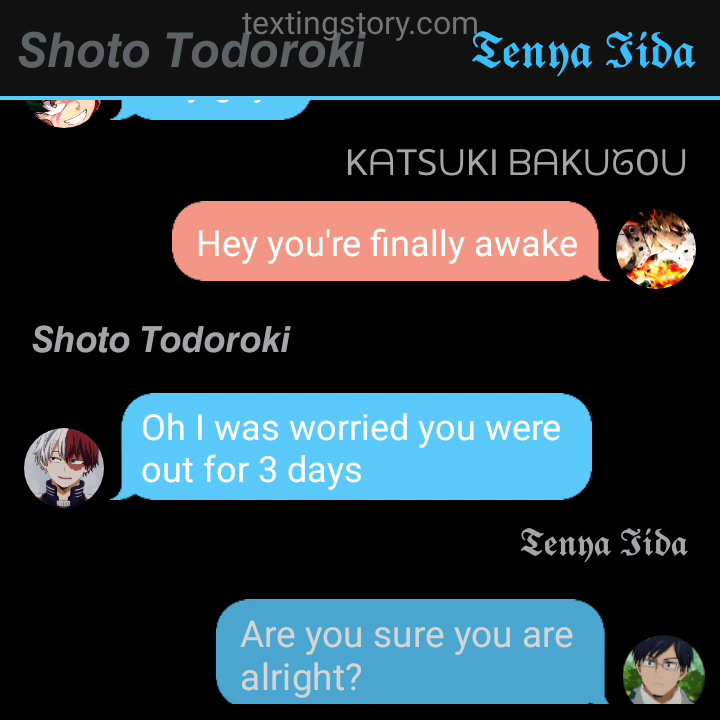 textingstory.com
Shoto Todoroki
Tenya Iida
KATSUKI BAKUGOU
Hey you're finally awake
Shoto Todoroki
Oh I was worried you were
out for 3 days
Tenya Iida
Are you sure you are
alright?